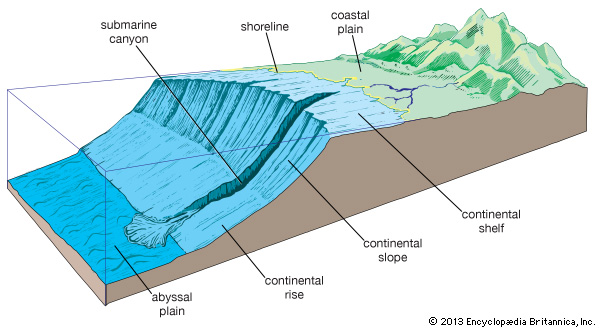 submarine
canyon
shoreline
coastal
plain
continental
shelf
continental
slope
continental
rise
abyssal
plain
© 2013 Encyclopædia Britannica, Inc.